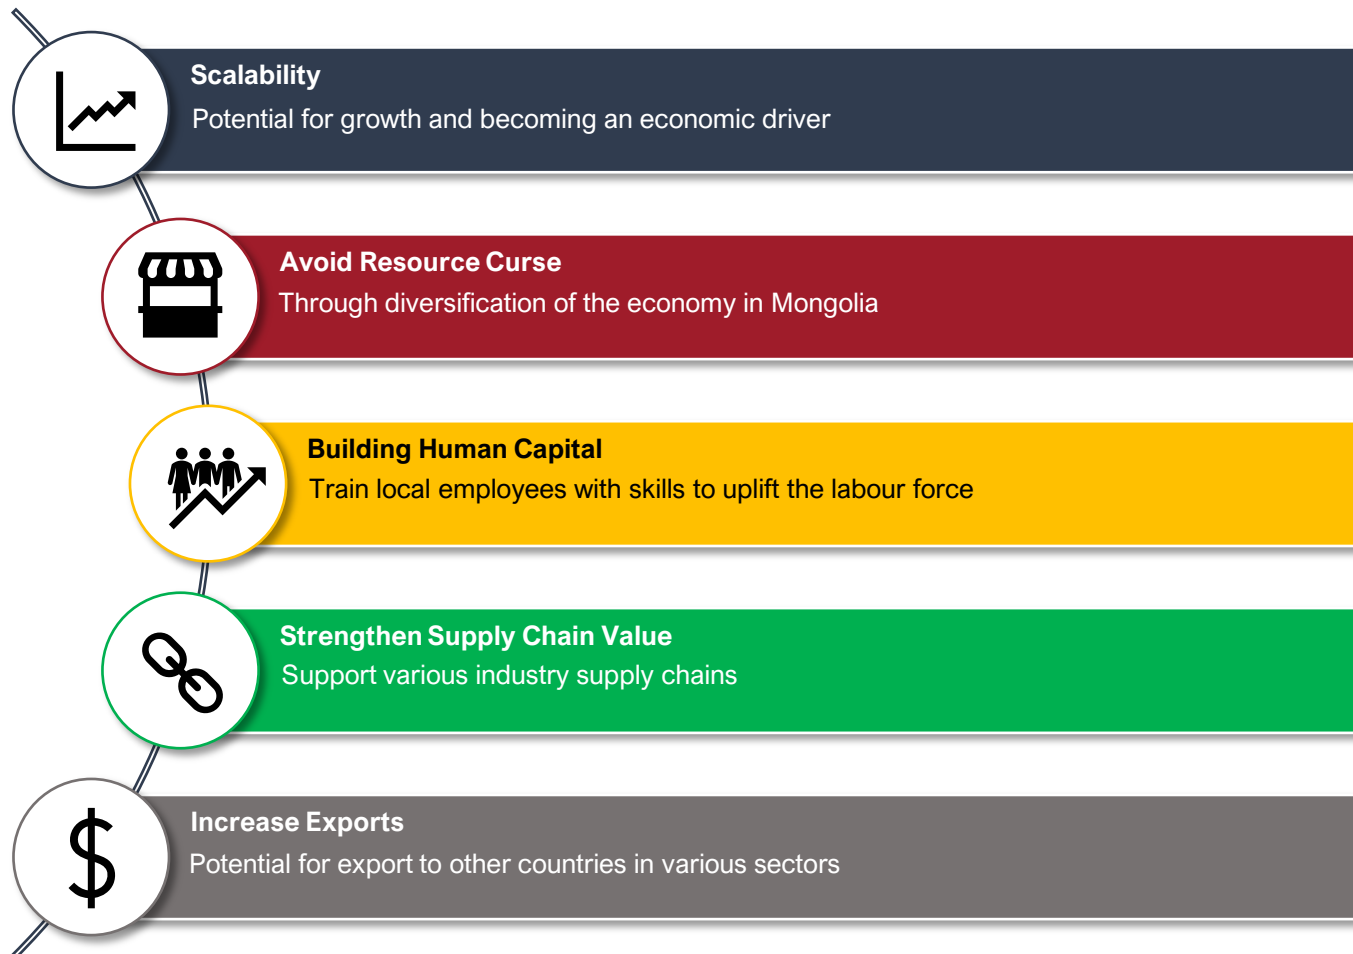 Scalability
Potential for growth and becoming an economic driver
Avoid Resource Curse
Through diversification of the economy in Mongolia
Building Human Capital
Train local employees with skills to uplift the labour force
Strengthen Supply Chain Value
Support various industry supply chains
Increase Exports
Potential for export to other countries in various sectors